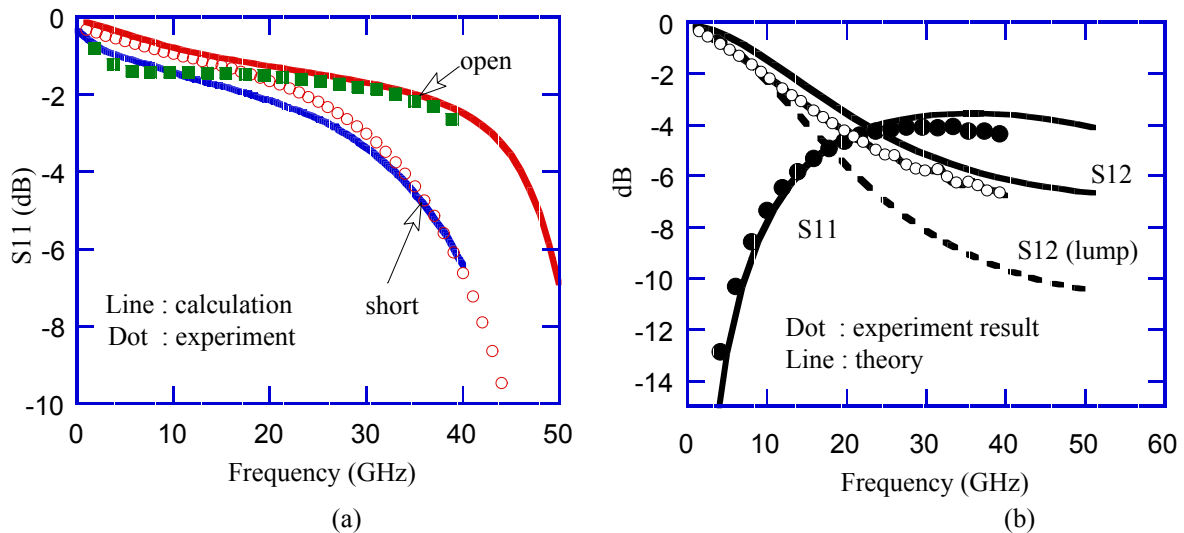 0
-2
-4
-6
-8
-10
S11 (dB)
open
short
Line : calculation
Dot : experiment
0 10 20 30 40 50
Frequency (GHz)
(a)
0
-2
-4
-6
-8
-10
-12
-14
dB
S12
S11
S12 (lump)
Dot : experiment result
Line : theory
0 10 20 30 40 50 60
Frequency (GHz)
(b)